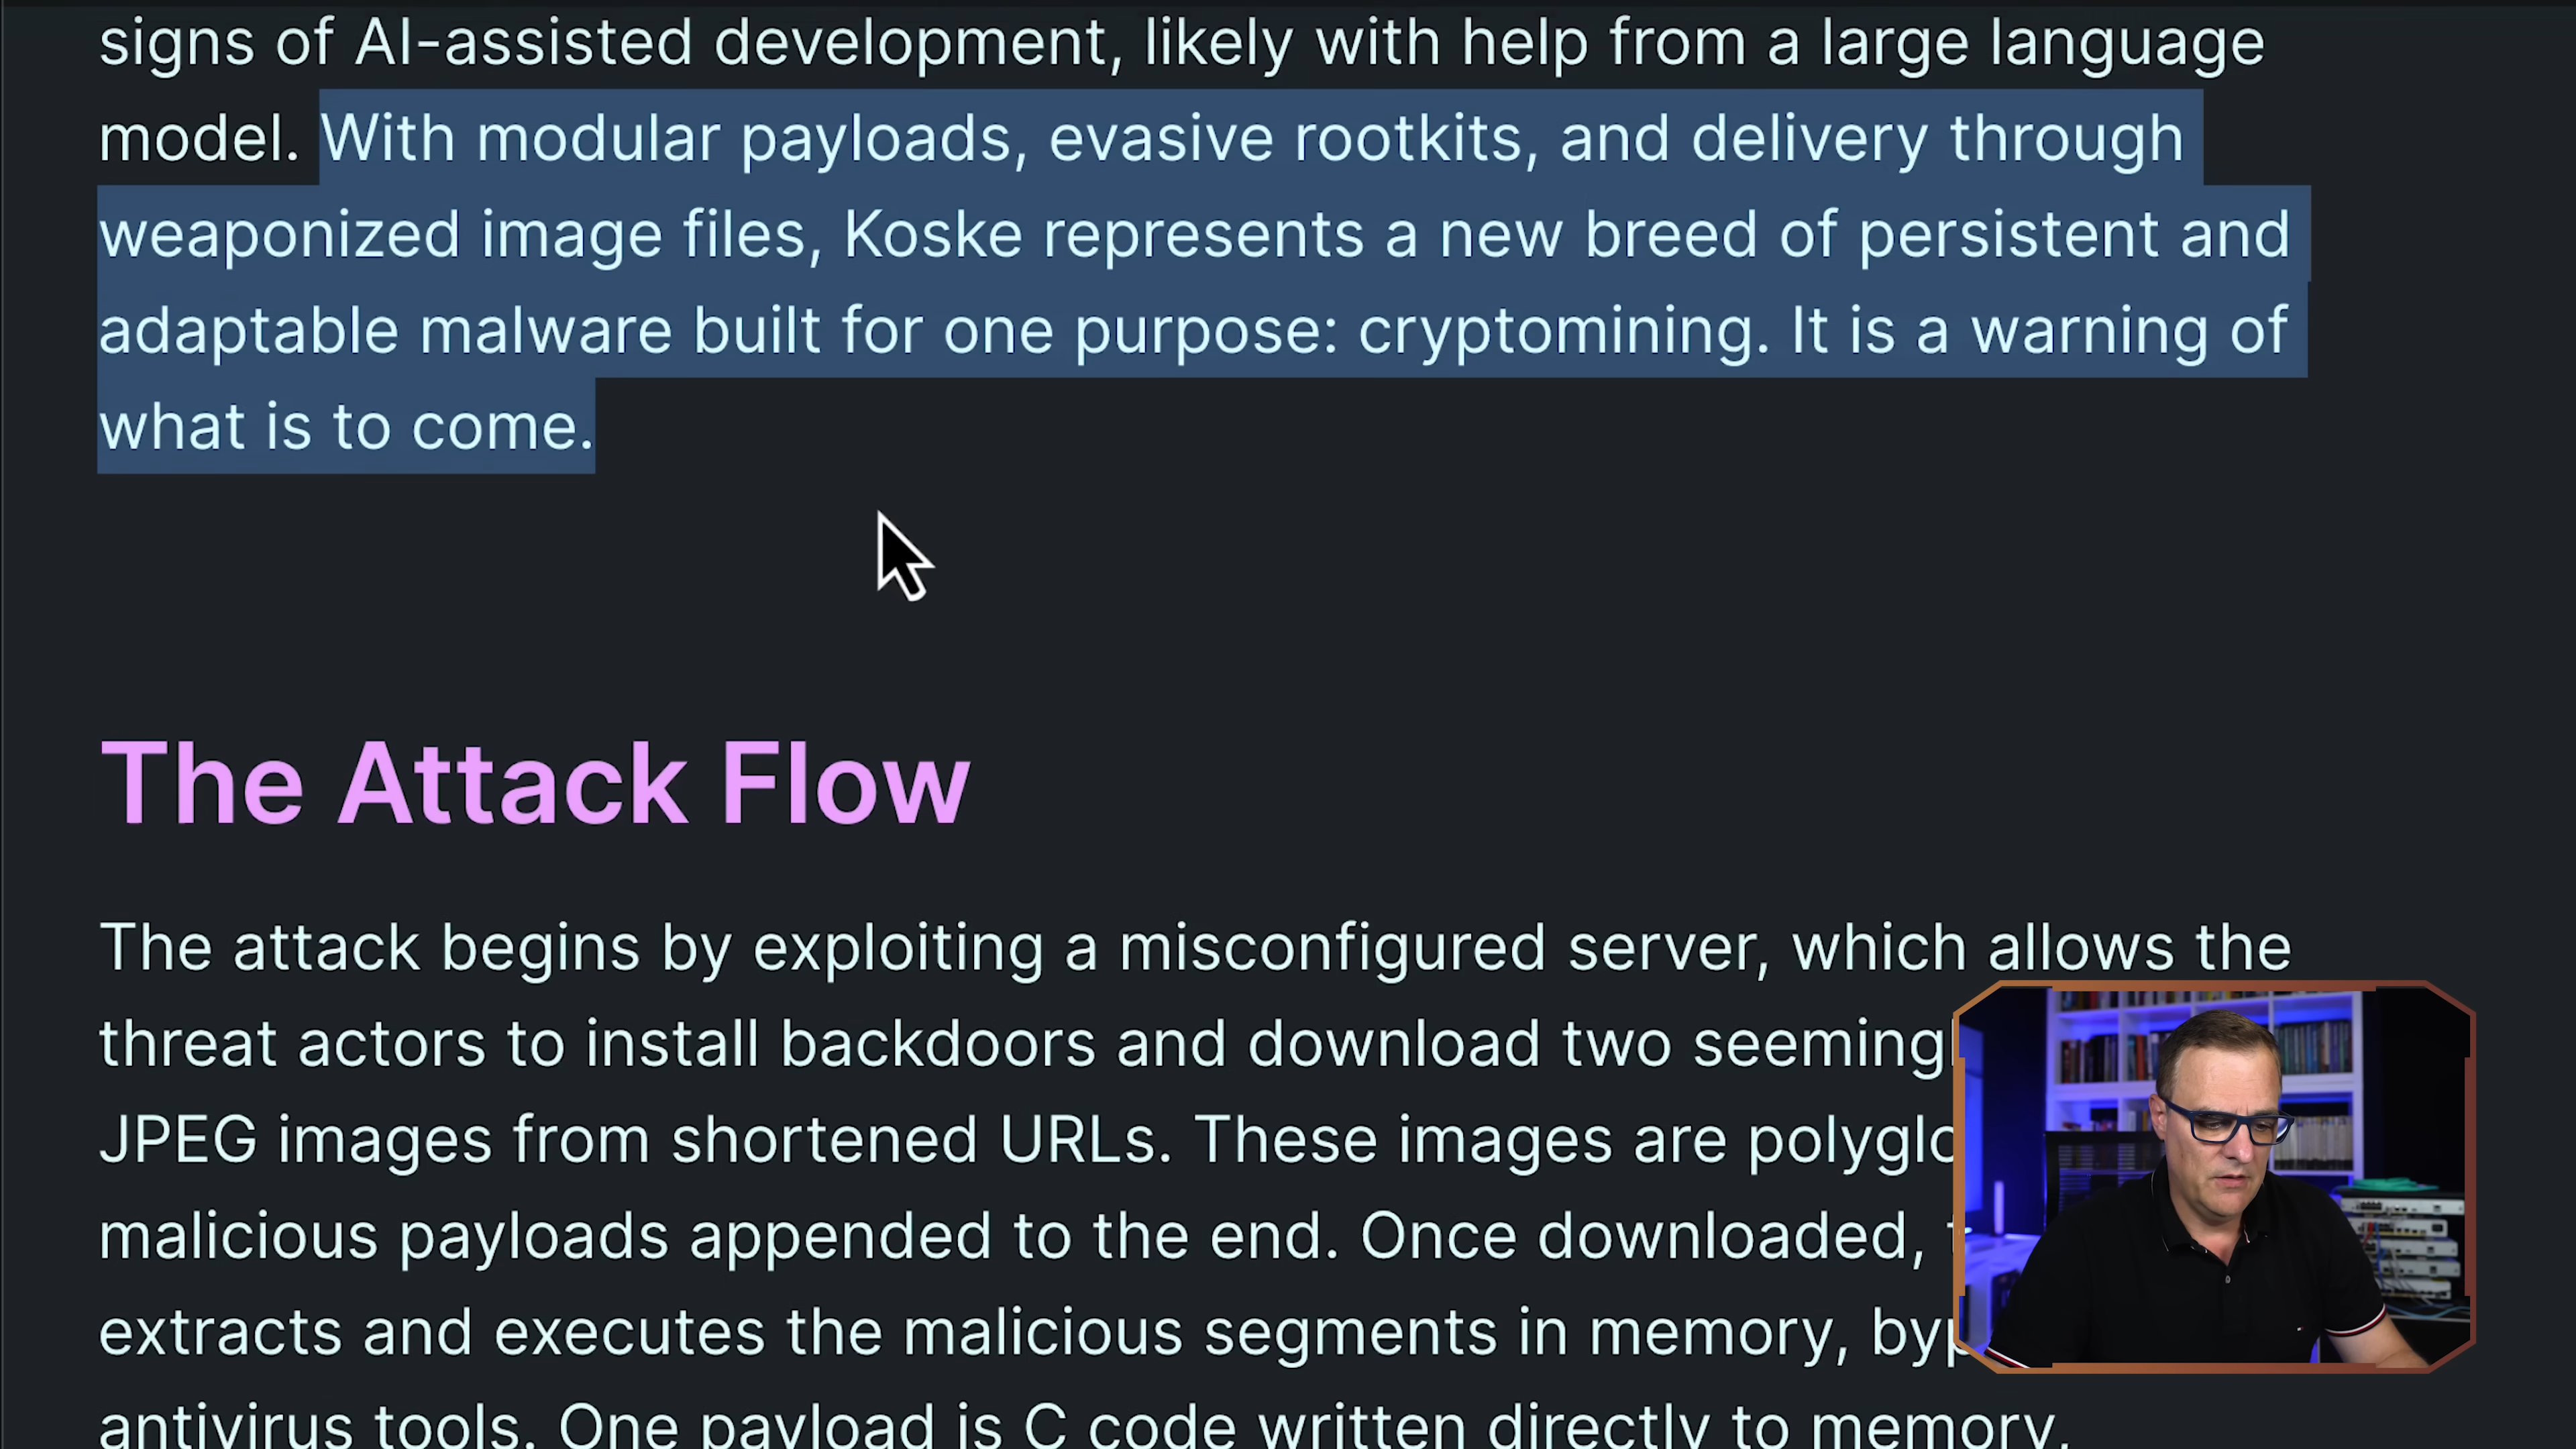 signs of AI-assisted development, likely with help from a large language
model. With modular payloads, evasive rootkits, and delivery through
weaponized image files, Koske represents a new breed of persistent and
adaptable malware built for one purpose: cryptomining. It is a warning of
what is to come.
The Attack Flow
The attack begins by exploiting a misconfigured server, which allows the
threat actors to install backdoors and download two
JPEG images from shortened URLs. These images are
malicious payloads appended to the end. Once downloaded,
extracts and executes the malicious segments in memory,
antivirus tools. One payload is C code written directly to memory,